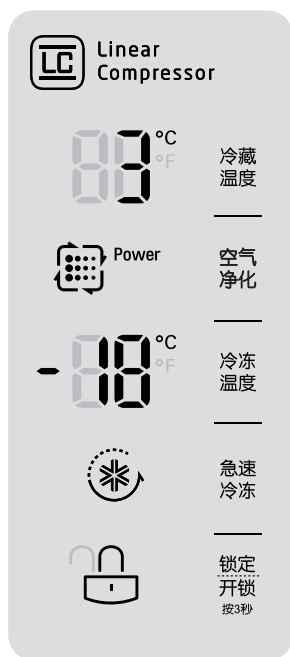 LC Linear
Compressor
3 °C
°F
冷藏
温度
Power
空气
净化
-18 °C
°F
冷冻
温度
急速
冷冻
锁定
开锁
按3秒